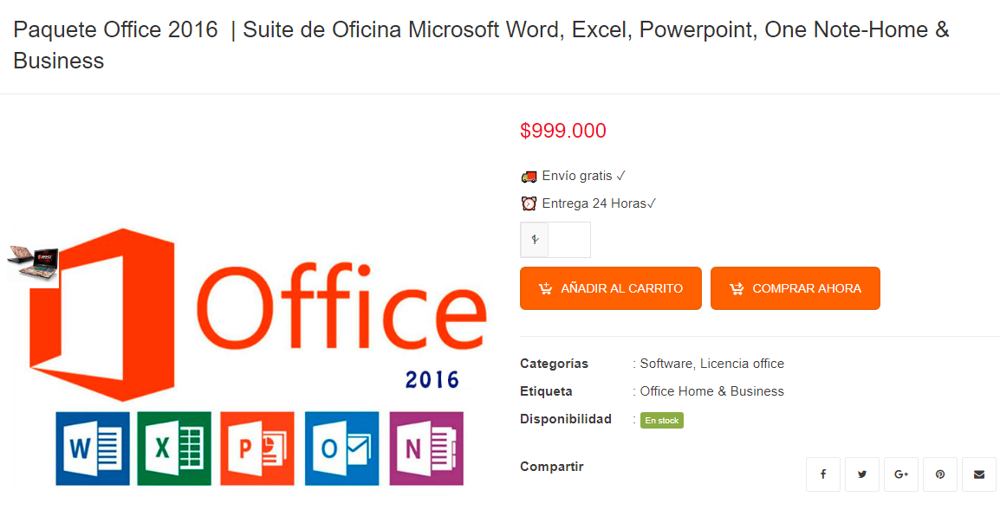 Paquete Office 2016 | Suite de Oficina Microsoft Word, Excel, Powerpoint, One Note-Home &
Business
$999.000
Envío gratis ✓
Entrega 24 Horas✓
1
AÑADIR AL CARRITO
COMPRAR AHORA
Office
2016
W
X
P
O
N
Categorías : Software, Licencia office
Etiqueta : Office Home & Business
Disponibilidad : En stock
Compartir
f
G+